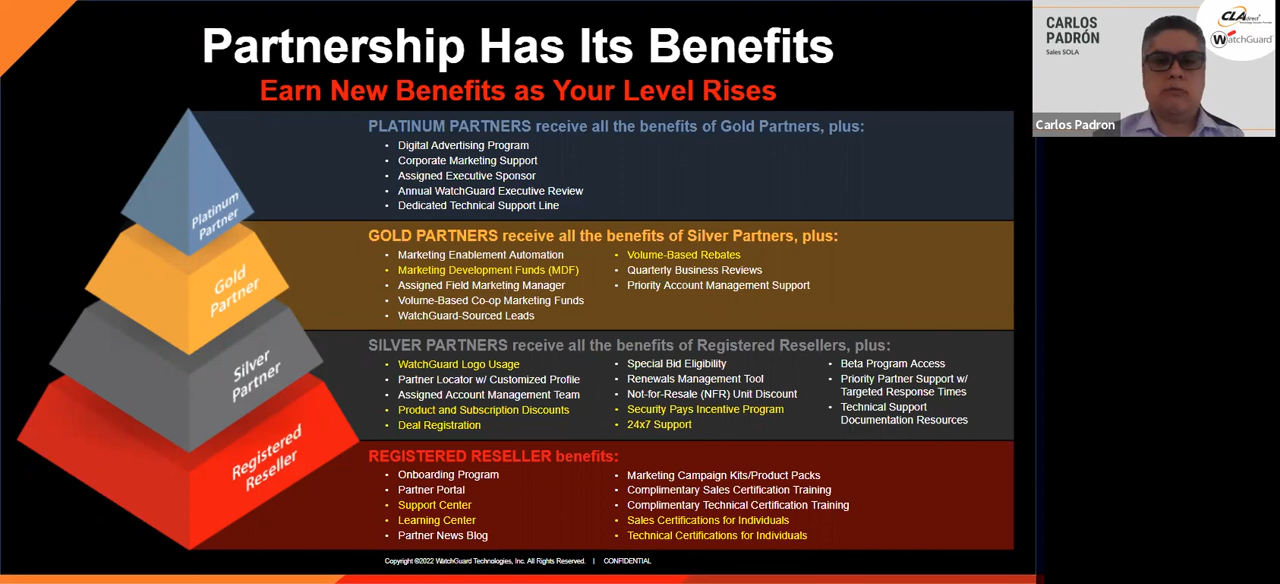 Partnership Has Its Benefits
Earn New Benefits as Your Level Rises
Platinum
Partner
PLATINUM PARTNERS receive all the benefits of Gold Partners, plus:
• Digital Advertising Program
• Corporate Marketing Support
• Assigned Executive Sponsor
• Annual WatchGuard Executive Review
• Dedicated Technical Support Line
Gold
Partner
GOLD PARTNERS receive all the benefits of Silver Partners, plus:
• Marketing Enablement Automation
• Marketing Development Funds (MDF)
• Assigned Field Marketing Manager
• Volume-Based Co-op Marketing Funds
• WatchGuard-Sourced Leads
• Volume-Based Rebates
• Quarterly Business Reviews
• Priority Account Management Support
Silver
Partner
SILVER PARTNERS receive all the benefits of Registered Resellers, plus:
• WatchGuard Logo Usage
• Partner Locator w/ Customized Profile
• Assigned Account Management Team
• Product and Subscription Discounts
• Deal Registration
• Special Bid Eligibility
• Renewals Management Tool
• Not-for-Resale (NFR) Unit Discount
• Security Pays Incentive Program
• 24x7 Support
• Beta Program Access
• Priority Partner Support w/
Targeted Response Times
• Technical Support
Documentation Resources
Registered
Reseller
REGISTERED RESELLER benefits:
• Onboarding Program
• Partner Portal
• Support Center
• Learning Center
• Partner News Blog
• Marketing Campaign Kits/Product Packs
• Complimentary Sales Certification Training
• Complimentary Technical Certification Training
• Sales Certifications for Individuals
• Technical Certifications for Individuals
Copyright ©2022 WatchGuard Technologies, Inc. All Rights Reserved. | CONFIDENTIAL
CARLOS
PADRÓN
Sales SOLA
CLA direct
WatchGuard
Carlos Padron